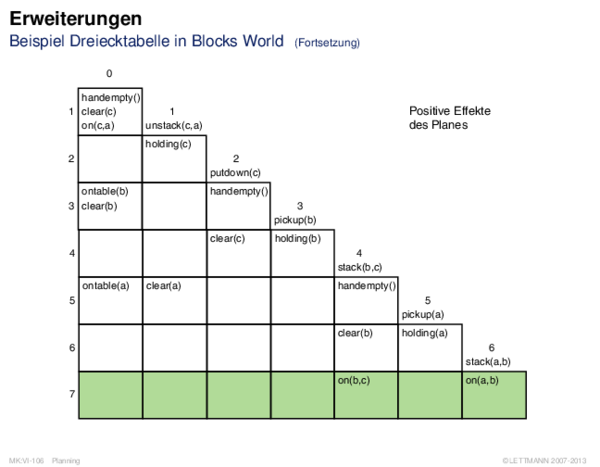 Erweiterungen
Beispiel Dreiecktabelle in Blocks World (Fortsetzung)
0
handempty()
1 clear(c) 1
on(c,a) unstack(c,a)
Positive Effekte
des Planes
holding(c)
2 2
putdown(c)
ontable(b) handempty()
3 clear(b) 3
pickup(b)
clear(c) holding(b)
4 4
stack(b,c)
ontable(a) clear(a) handempty()
5 5
pickup(a)
clear(b) holding(a)
6 6
stack(a,b)
on(b,c) on(a,b)
7
MK:VI-106 Planning ©LETTMANN 2007-2013